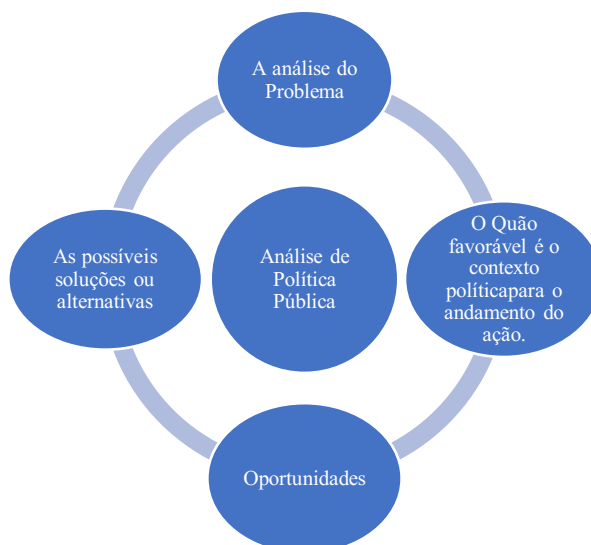 A análise do
Problema
O Quão
favorável é o
contexto
políticapara o
andamento do
ação.
Oportunidades
As possíveis
soluções ou
alternativas
Análise de
Política
Pública